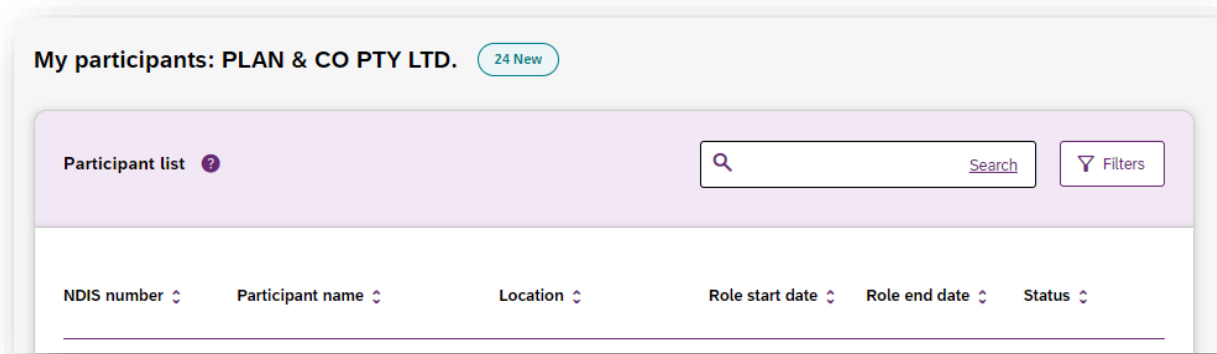 My participants: PLAN & CO PTY LTD. 24 New
Participant list ? Search Filters
NDIS number Participant name Location Role start date Role end date Status